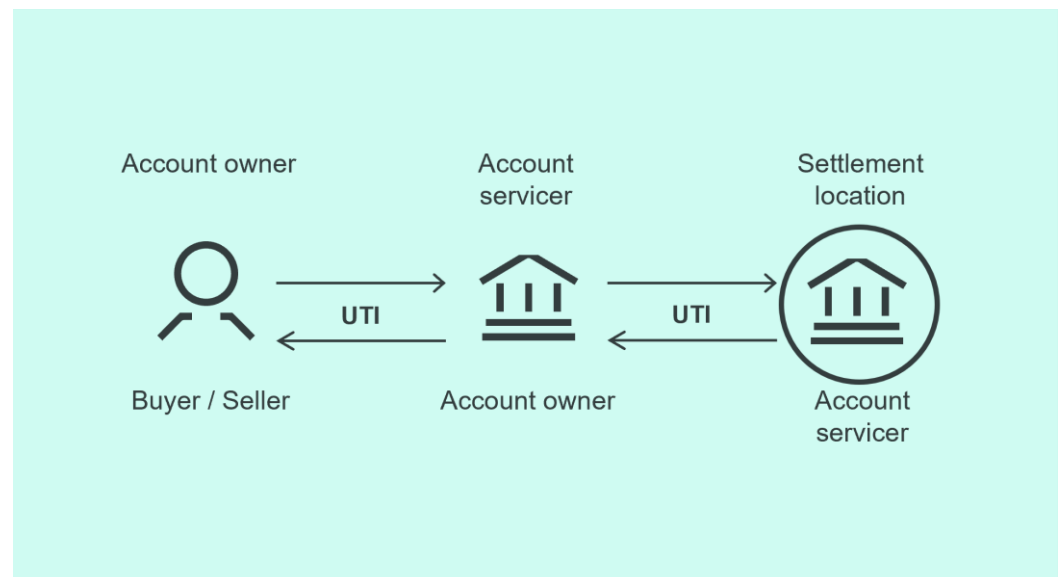 Account owner
Account
servicer
Settlement
location
UTI
UTI
Buyer / Seller
Account owner
Account
servicer